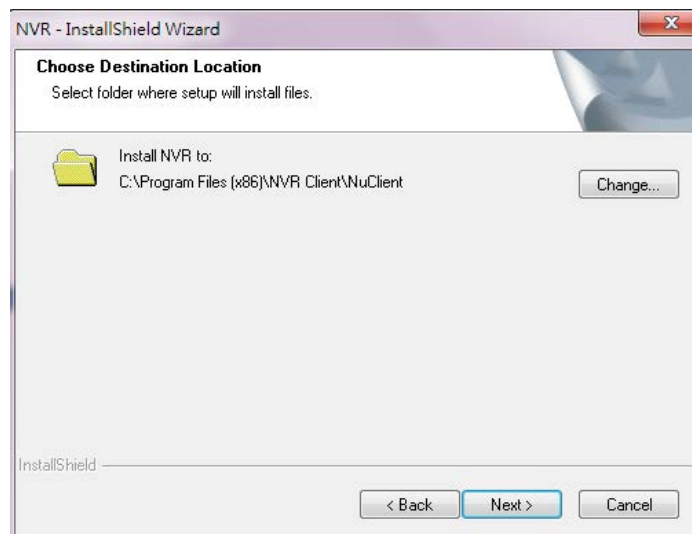 NVR - InstallShield Wizard
Choose Destination Location
Select folder where setup will install files.
Install NVR to:
C:\Program Files (x86)\NVR Client\NuClient
Change...
InstallShield
< Back
Next >
Cancel